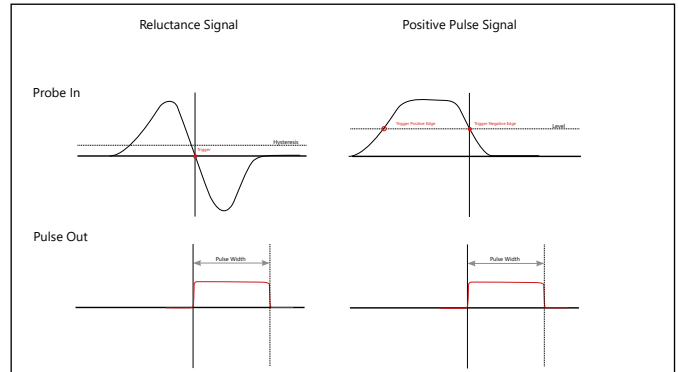 Reluctance Signal
Positive Pulse Signal
Probe In
Hysteresis
Trigger
Trigger Positive Edge
Trigger Negative Edge
Level
Pulse Out
Pulse Width
Pulse Width